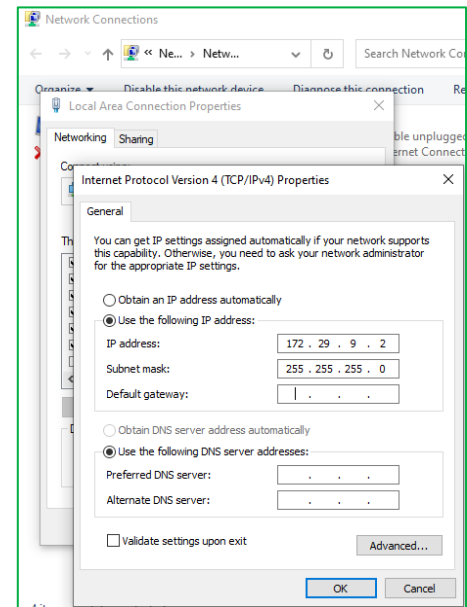 Network Connections
« Ne... › Netw...
Search Network Co
Organize
Disable this network device
Diagnose this connection
Re
Local Area Connection Properties
Networking
Sharing
ble unplugge
ernet Connect
Co
Th
Internet Protocol Version 4 (TCP/IPv4) Properties
General
You can get IP settings assigned automatically if your network supports
this capability. Otherwise, you need to ask your network administrator
for the appropriate IP settings.
Obtain an IP address automatically
Use the following IP address:
IP address: 172 . 29 . 9 . 2
Subnet mask: 255 . 255 . 255 . 0
Default gateway: . . .
Obtain DNS server address automatically
Use the following DNS server addresses:
Preferred DNS server: . . .
Alternate DNS server: . . .
Validate settings upon exit
Advanced...
OK
Cancel